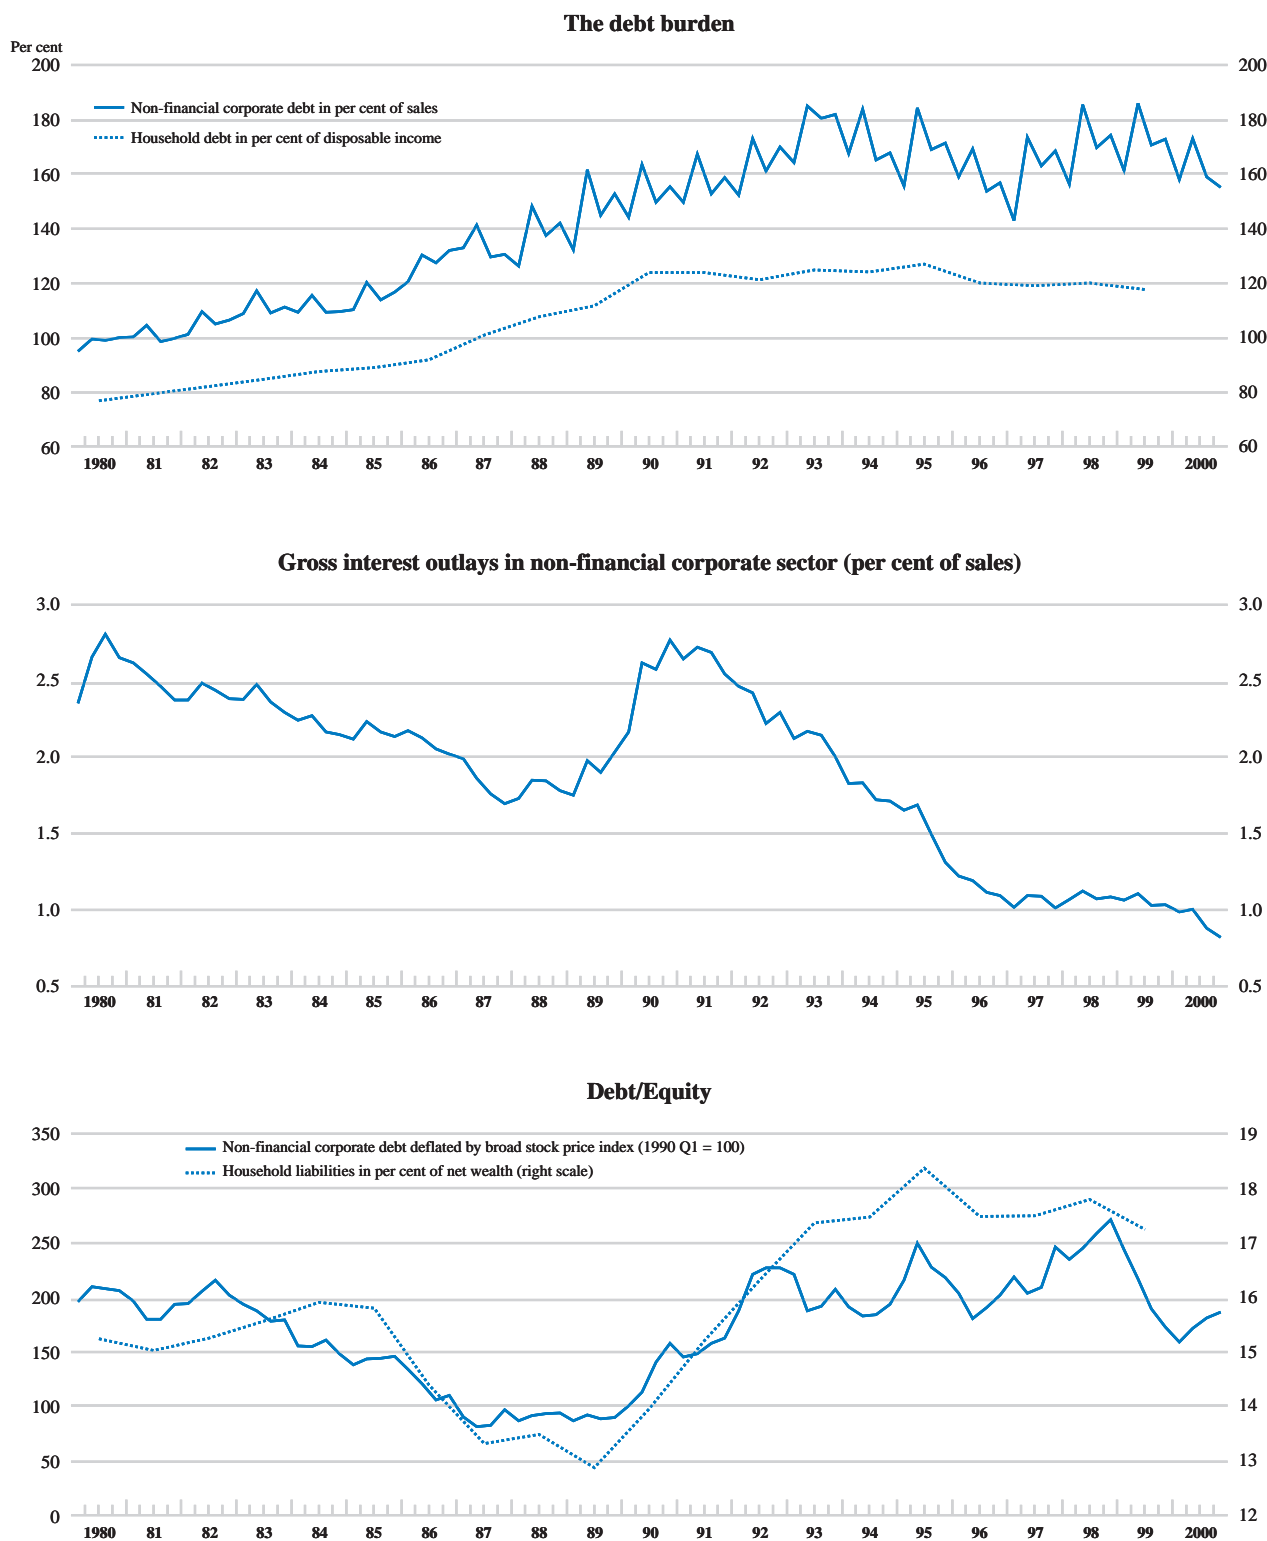 The debt burden
Per cent
200 200
Non-financial corporate debt in per cent of sales
180 180
Household debt in per cent of disposable income
160 160
140 140
120 120
100 100
80 80
60 60
1980 81 82 83 84 85 86 87 88 89 90 91 92 93 94 95 96 97 98 99 2000
Gross interest outlays in non-financial corporate sector (per cent of sales)
3.0 3.0
2.5 2.5
2.0 2.0
1.5 1.5
1.0 1.0
0.5 0.5
1980 81 82 83 84 85 86 87 88 89 90 91 92 93 94 95 96 97 98 99 2000
Debt/Equity
350 19
Non-financial corporate debt deflated by broad stock price index (1990 Q1 = 100)
Household liabilities in per cent of net wealth (right scale)
300 18
250 17
200 16
150 15
100 14
50 13
0 12
1980 81 82 83 84 85 86 87 88 89 90 91 92 93 94 95 96 97 98 99 2000